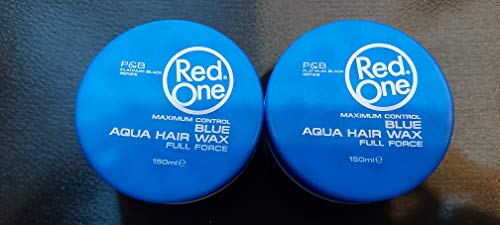 P&B
PLATINUM BLACK
SERIES
Red.
One
MAXIMUM CONTROL
BLUE
AQUA HAIR WAX
FULL FORCE
150ml e
P&B
PLATINUM BLACK
SERIES
Red.
One
MAXIMUM CONTROL
BLUE
AQUA HAIR WAX
FULL FORCE
150ml e